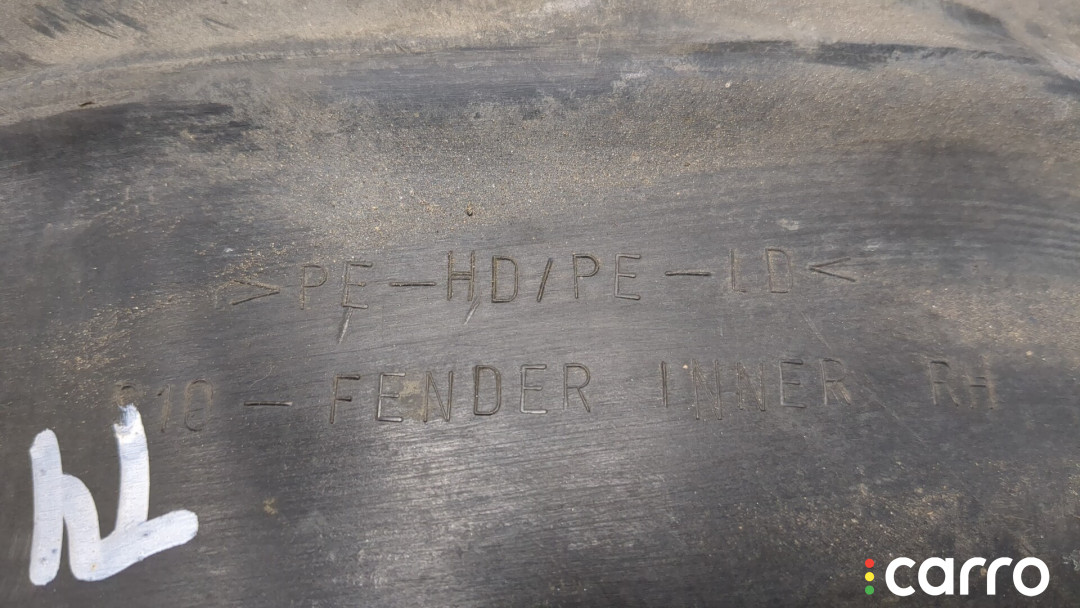 >PE-HD/PE-LD<
FENDER INNER RH
carro